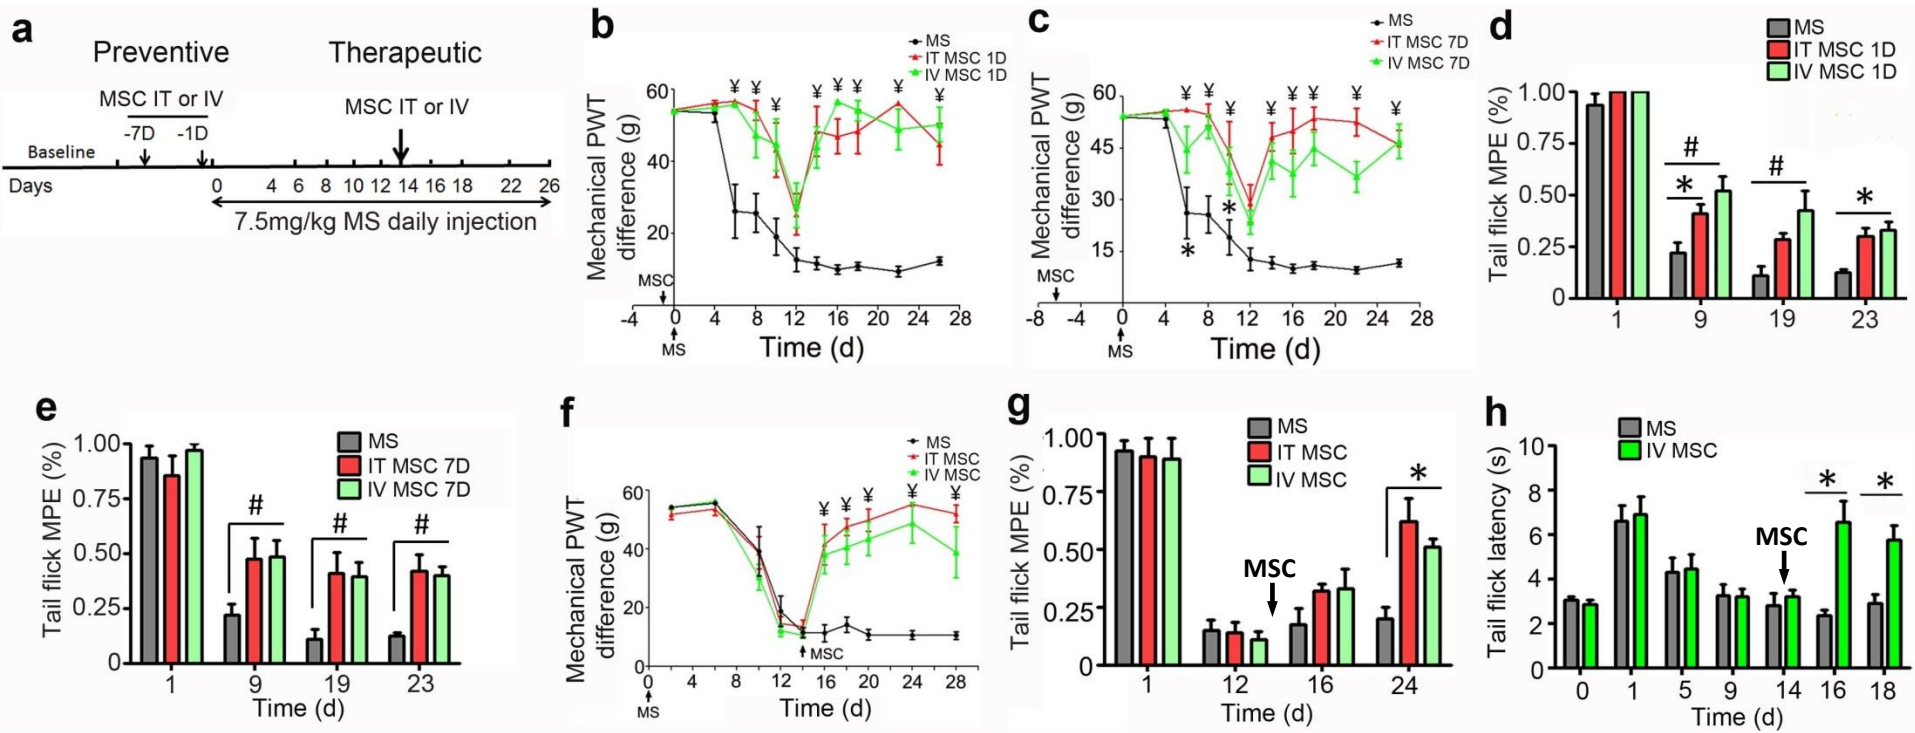 a
Preventive
Therapeutic
MSC IT or IV
-7D
-1D
MSC IT or IV
Baseline
Days
0 4 6 8 10 12 14 16 18 22 26
7.5mg/kg MS daily injection
b
MS
IT MSC 1D
IV MSC 1D
Mechanical PWT
difference (g)
60
40
20
¥ ¥ ¥ ¥ ¥ ¥ ¥ ¥
MSC
-4 0 4 8 12 16 20 24 28
MS
Time (d)
c
MS
IT MSC 7D
IV MSC 7D
Mechanical PWT
difference (g)
60
45
30
15
¥ ¥ ¥ ¥ ¥ ¥ ¥ ¥
*
*
MSC
-8 -4 0 4 8 12 16 20 24 28
MS
Time (d)
d
MS
IT MSC 1D
IV MSC 1D
Tail flick MPE (%)
1.00
0.75
0.50
0.25
0
#
*
#
*
1 9 19 23
e
MS
IT MSC 7D
IV MSC 7D
Tail flick MPE (%)
1.00
0.75
0.50
0.25
0
# # #
1 9 19 23
Time (d)
f
MS
IT MSC
IV MSC
Mechanical PWT
difference (g)
60
40
20
0
¥ ¥ ¥ ¥ ¥
MSC
0 4 8 12 16 20 24 28
MS
Time (d)
g
MS
IT MSC
IV MSC
Tail flick MPE (%)
1.00
0.75
0.50
0.25
0
MSC
*
1 12 16 24
Time (d)
h
MS
IV MSC
Tail flick latency (s)
10
8
6
4
2
0
MSC
* *
0 1 5 9 14 16 18
Time (d)